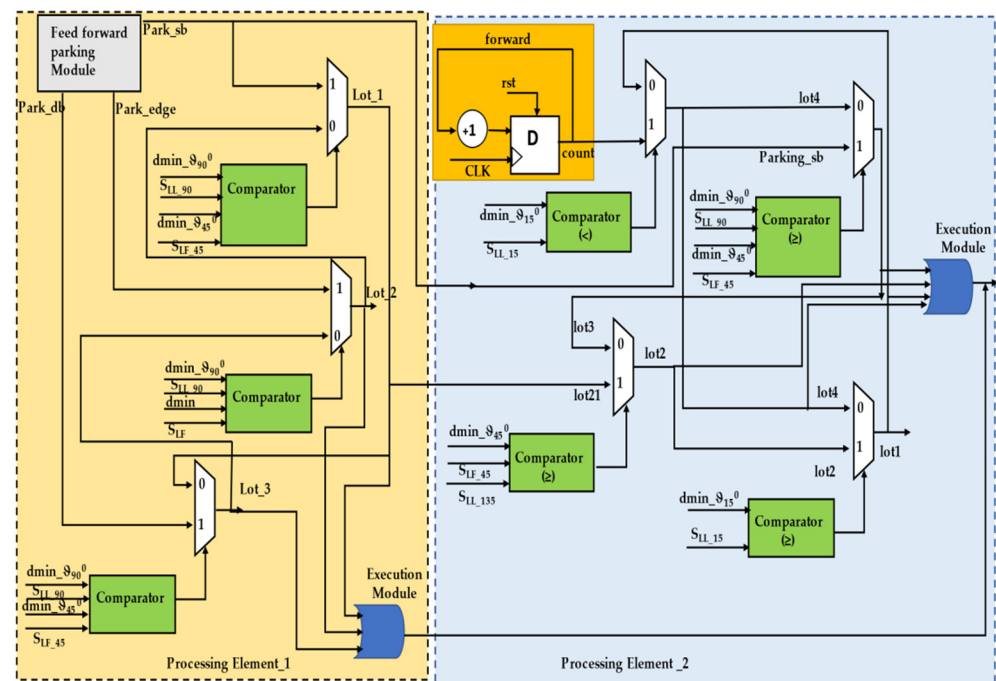 Feed forward
parking
Module
Park_sb
Park_db
Park_edge
1
0
Lot_1
dmin_ϑ90⁰
SLL_90
dmin_ϑ45⁰
SLF_45
Comparator
1
0
Lot_2
dmin_ϑ90⁰
SLL_90
dmin
SLF
Comparator
0
1
Lot_3
dmin_ϑ90⁰
SLL_90
dmin_ϑ45⁰
SLF_45
Comparator
Execution
Module
Processing Element_1
forward
rst
+1
D
CLK
count
0
1
dmin_ϑ15⁰
SLL_15
Comparator
(<)
lot4
Parking_sb
0
1
dmin_ϑ90⁰
SLL_90
dmin_ϑ45⁰
SLF_45
Comparator
(≥)
Execution
Module
lot3
0
1
lot2
lot21
dmin_ϑ45⁰
SLF_45
SLL_135
Comparator
(≥)
lot4
0
1
lot1
lot2
dmin_ϑ15⁰
SLL_15
Comparator
(≥)
Processing Element _2